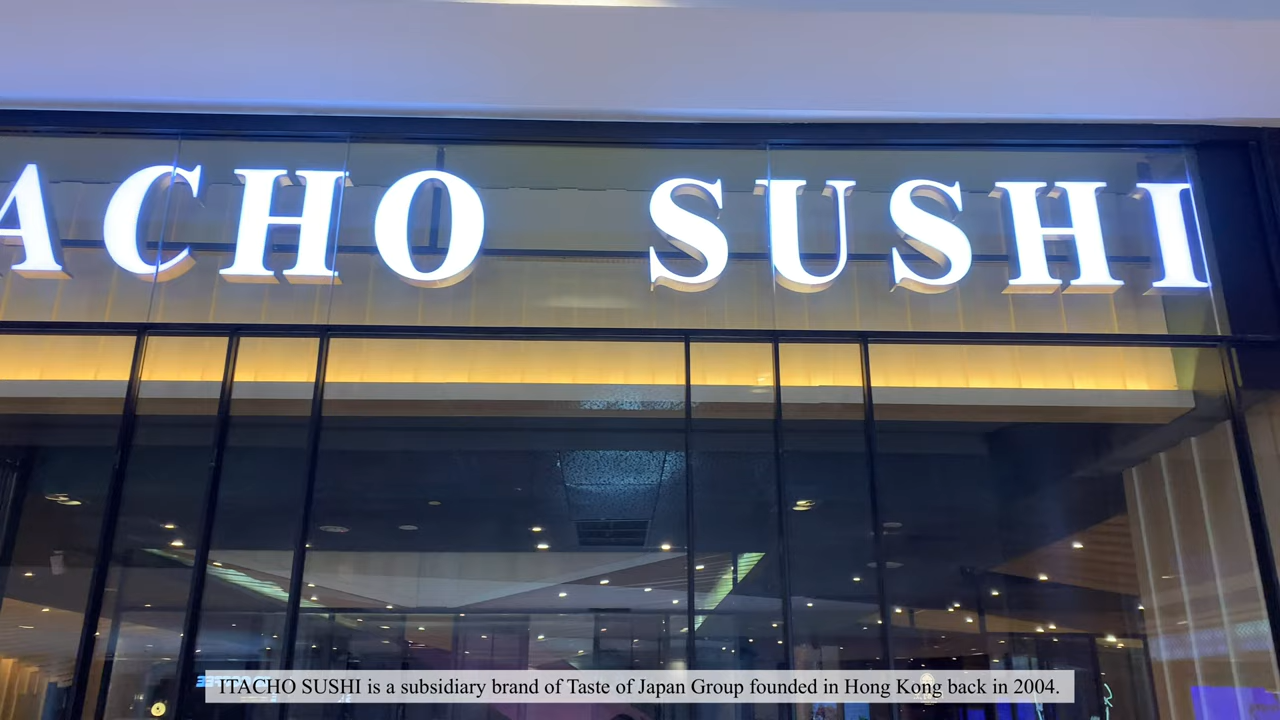 ACHO SUSHI
ITACHO SUSHI is a subsidiary brand of Taste of Japan Group founded in Hong Kong back in 2004.